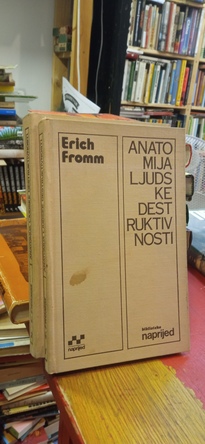 Erich
Fromm
ANATO
MIJA
LJUDS
KE
DEST
RUKTIV
NOSTI
naprijed
biblioteka
naprijed